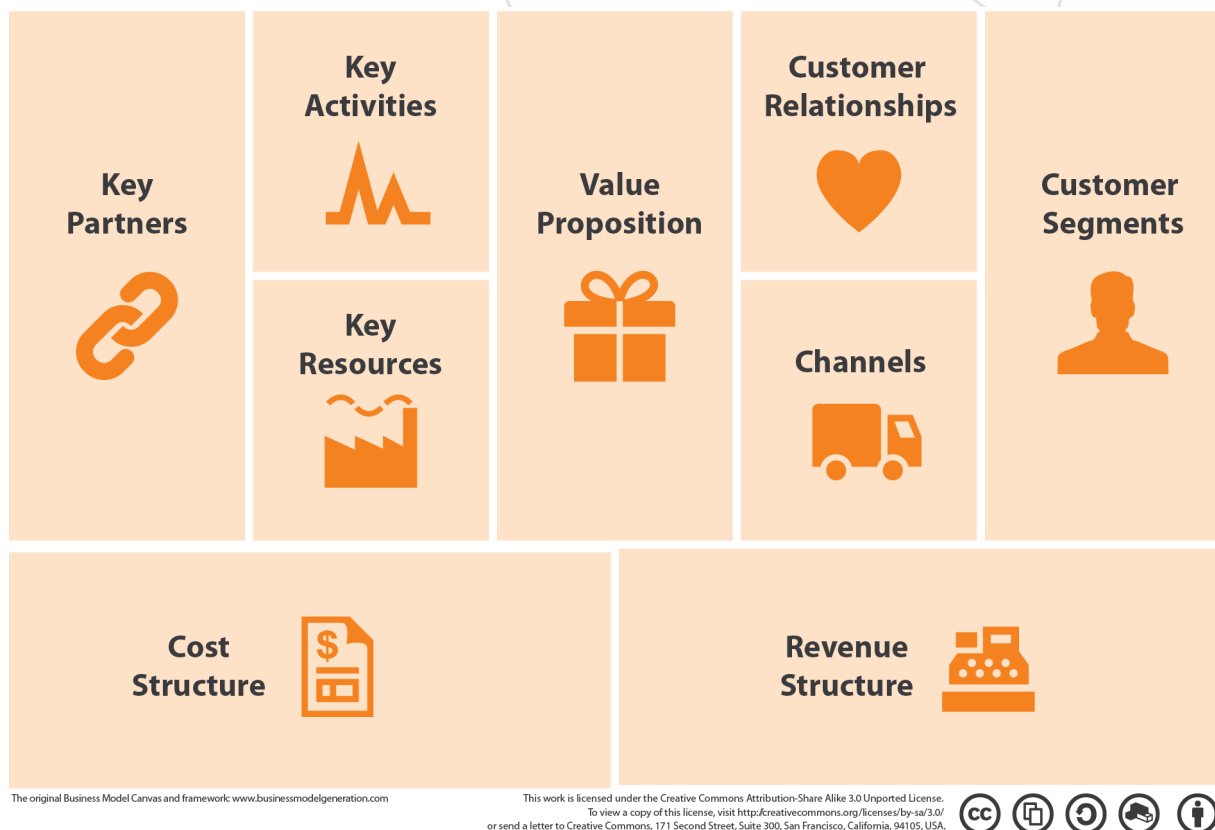 Key
Partners
Key
Activities
Key
Resources
Value
Proposition
Customer
Relationships
Channels
Customer
Segments
Cost
Structure
$
Revenue
Structure
The original Business Model Canvas and framework: www.businessmodelgeneration.com
This work is licensed under the Creative Commons Attribution-Share Alike 3.0 Unported License.
To view a copy of this license, visit http:/creativecommons.org/licenses/by-sa/3.0/
or send a letter to Creative Commons, 171 Second Street, Suite 300, San Francisco, California, 94105, USA.
cc